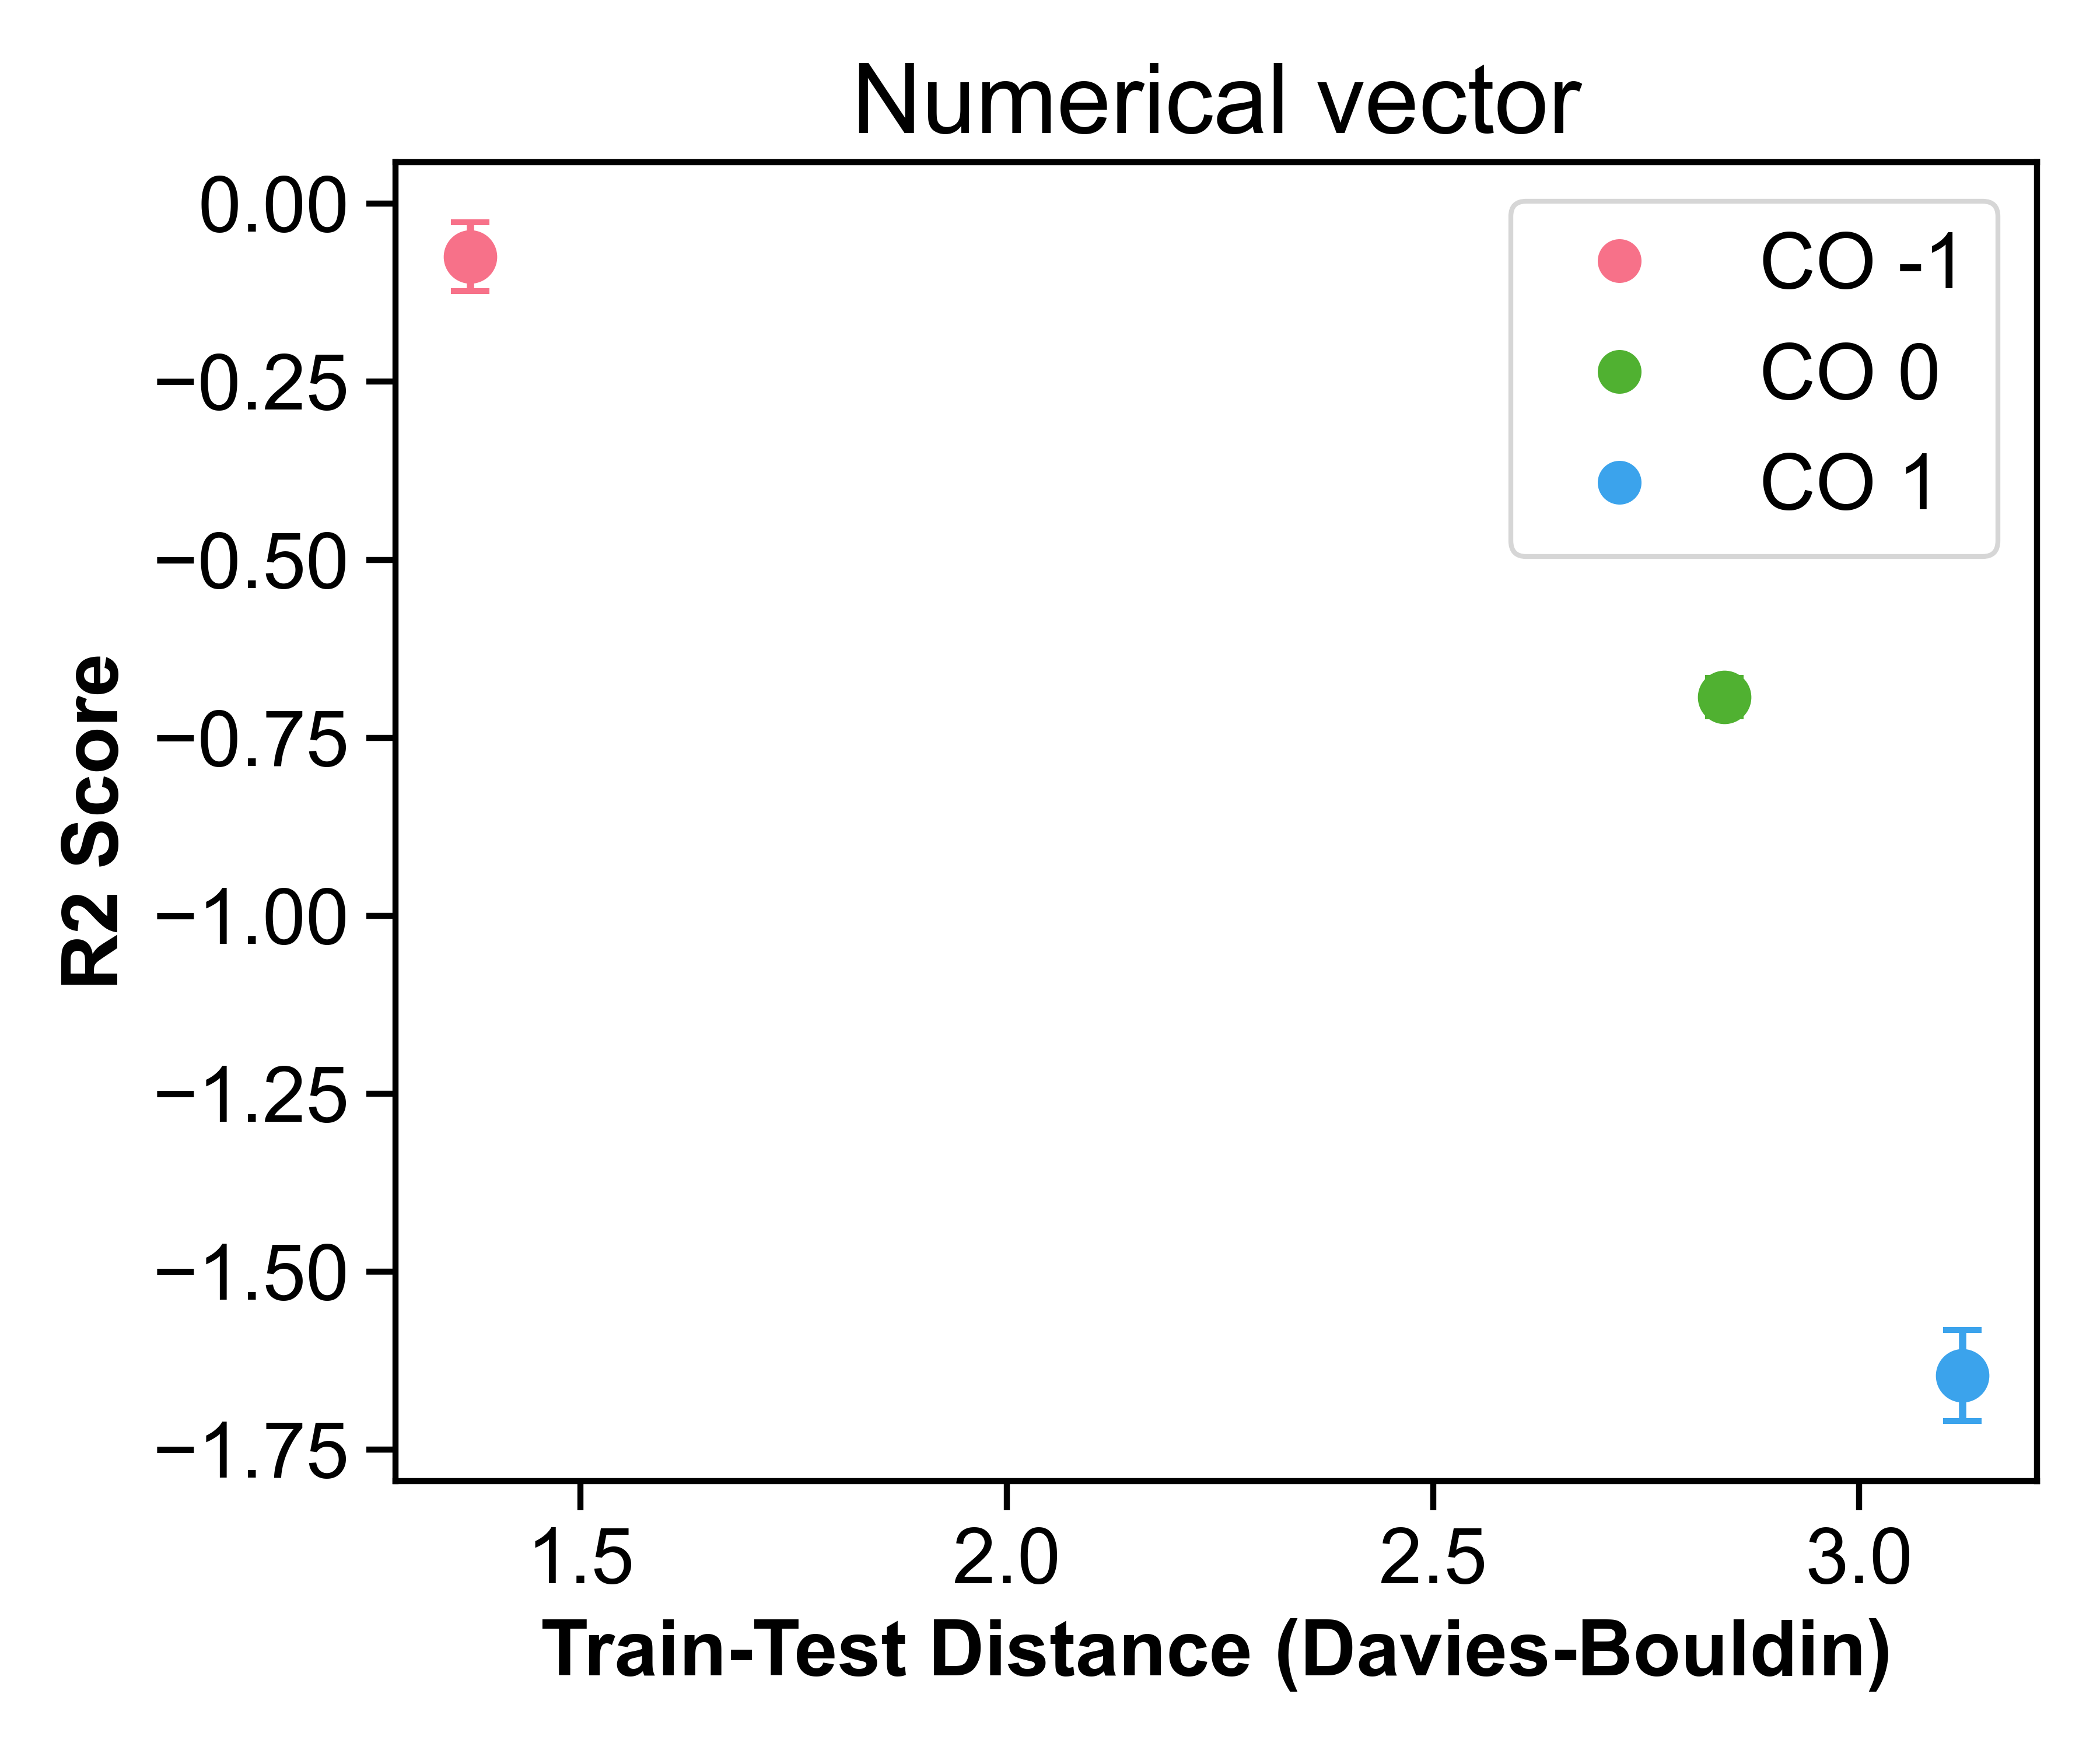 Numerical vector
0.00
−0.25
−0.50
−0.75
−1.00
−1.25
−1.50
−1.75
R2 Score
CO -1
CO 0
CO 1
1.5 2.0 2.5 3.0
Train-Test Distance (Davies-Bouldin)